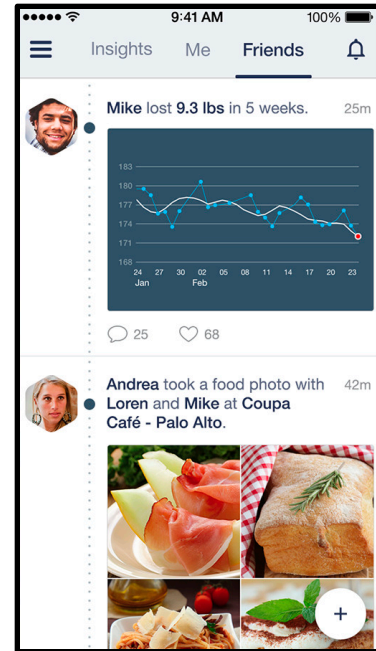 9:41 AM 100%
Insights Me Friends
Mike lost 9.3 lbs in 5 weeks. 25m
183
180
177
174
171
168
24 27 30 02 05 08 11 14 17 20 23
Jan Feb
25 68
Andrea took a food photo with 42m
Loren and Mike at Coupa
Café - Palo Alto.
+